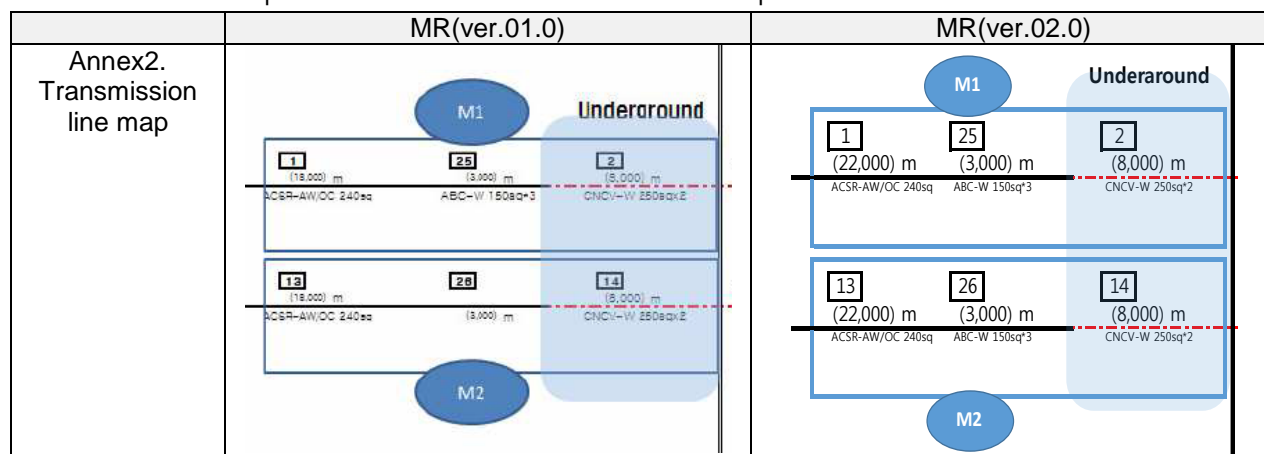 MR(ver.01.0)
MR(ver.02.0)
Annex2.
Transmission
line map
M1
Underground
1
25
2
(18,000) m
(3,000) m
(8,000) m
ACSR-AW/OC 240sq
ABC-W 150sq*3
CNCV-W 250sqx2
13
26
14
(18,000) m
(3,000) m
(8,000) m
ACSR-AW/OC 240sq
CNCV-W 250sqx2
M2
M1
Underaround
1
25
2
(22,000) m
(3,000) m
(8,000) m
ACSR-AW/OC 240sq
ABC-W 150sq*3
CNCV-W 250sq*2
13
26
14
(22,000) m
(3,000) m
(8,000) m
ACSR-AW/OC 240sq
ABC-W 150sq*3
CNCV-W 250sq*2
M2